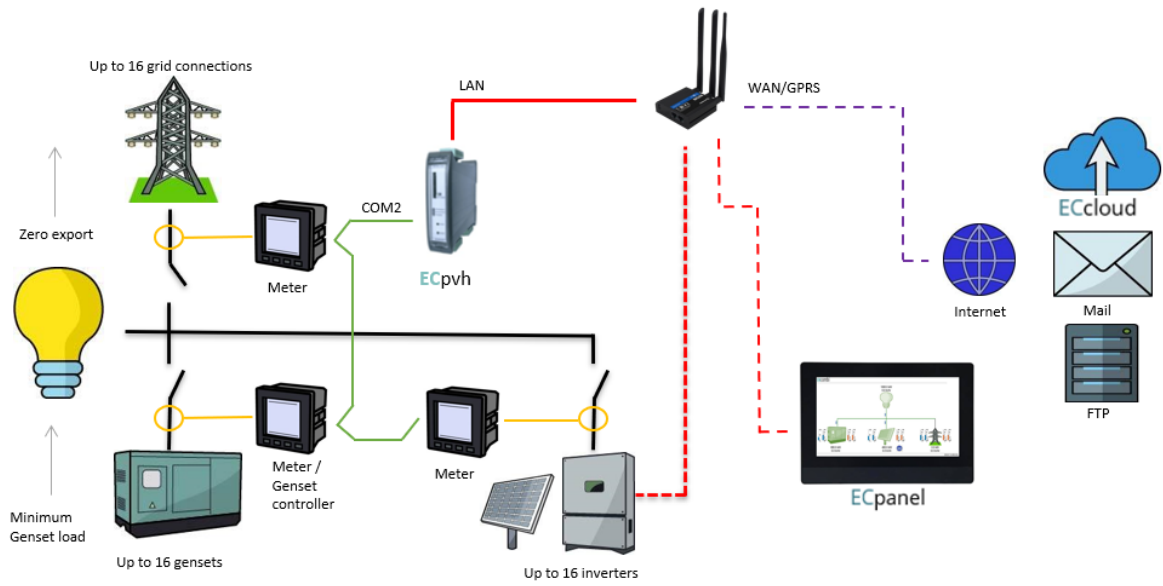 Up to 16 grid connections
LAN
WAN/GPRS
COM2
Zero export
ECpvh
Meter
ECcloud
Internet
Mail
FTP
Meter /
Genset
controller
Meter
ECpanel
Minimum
Genset load
Up to 16 gensets
Up to 16 inverters